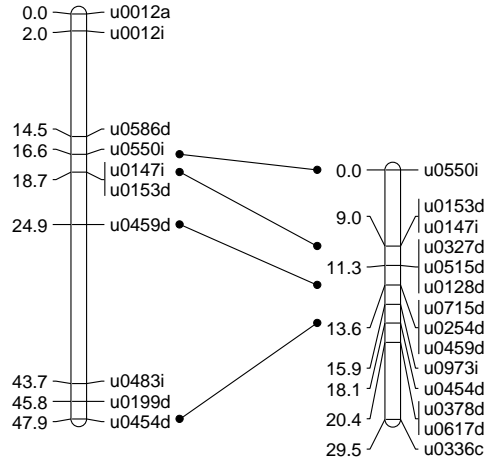 0.0 u0012a
2.0 u0012i
14.5 u0586d
16.6 u0550i
18.7 u0147i
u0153d
24.9 u0459d
43.7 u0483i
45.8 u0199d
47.9 u0454d
0.0 u0550i
9.0 u0153d
u0147i
u0327d
11.3 u0515d
u0128d
u0715d
13.6 u0254d
u0459d
15.9 u0973i
18.1 u0454d
u0378d
20.4 u0617d
29.5 u0336c